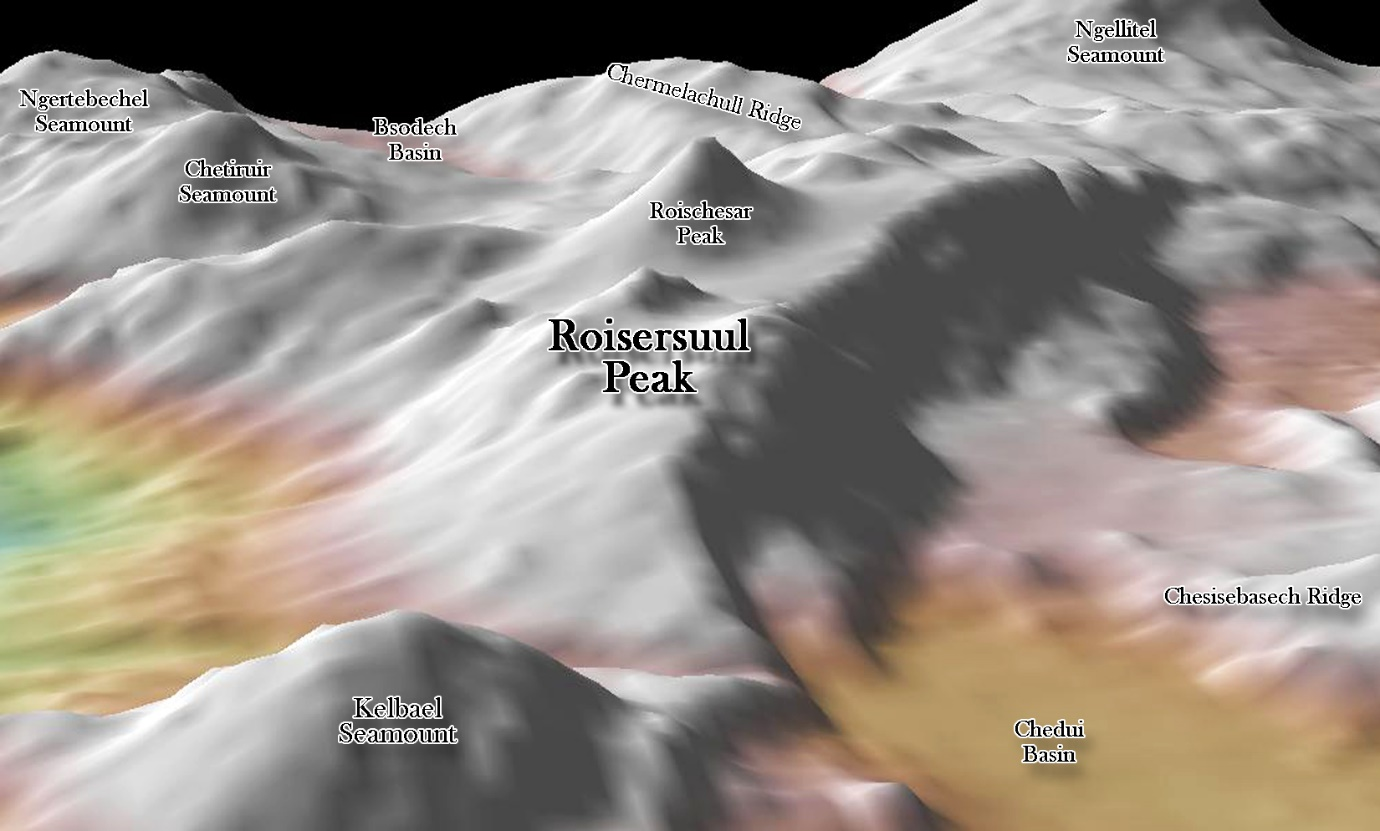 Ngellitel
Seamount
Chermelachull Ridge
Ngertebechel
Seamount
Bsodech
Basin
Chetiruir
Seamount
Roischesar
Peak
Roisersuul
Peak
Chesisebasech Ridge
Kelbael
Seamount
Chedui
Basin